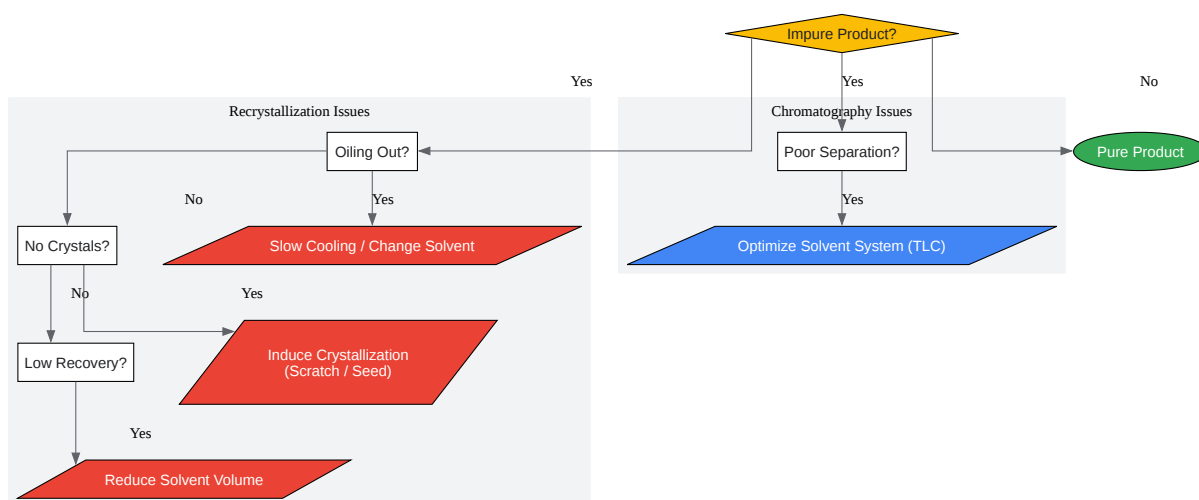 Impure Product?
Yes
Yes
No
Recrystallization Issues
Chromatography Issues
Oiling Out?
Poor Separation?
Pure Product
No
Yes
Yes
No Crystals?
Slow Cooling / Change Solvent
Optimize Solvent System (TLC)
No
Yes
Low Recovery?
Induce Crystallization
(Scratch / Seed)
Yes
Reduce Solvent Volume